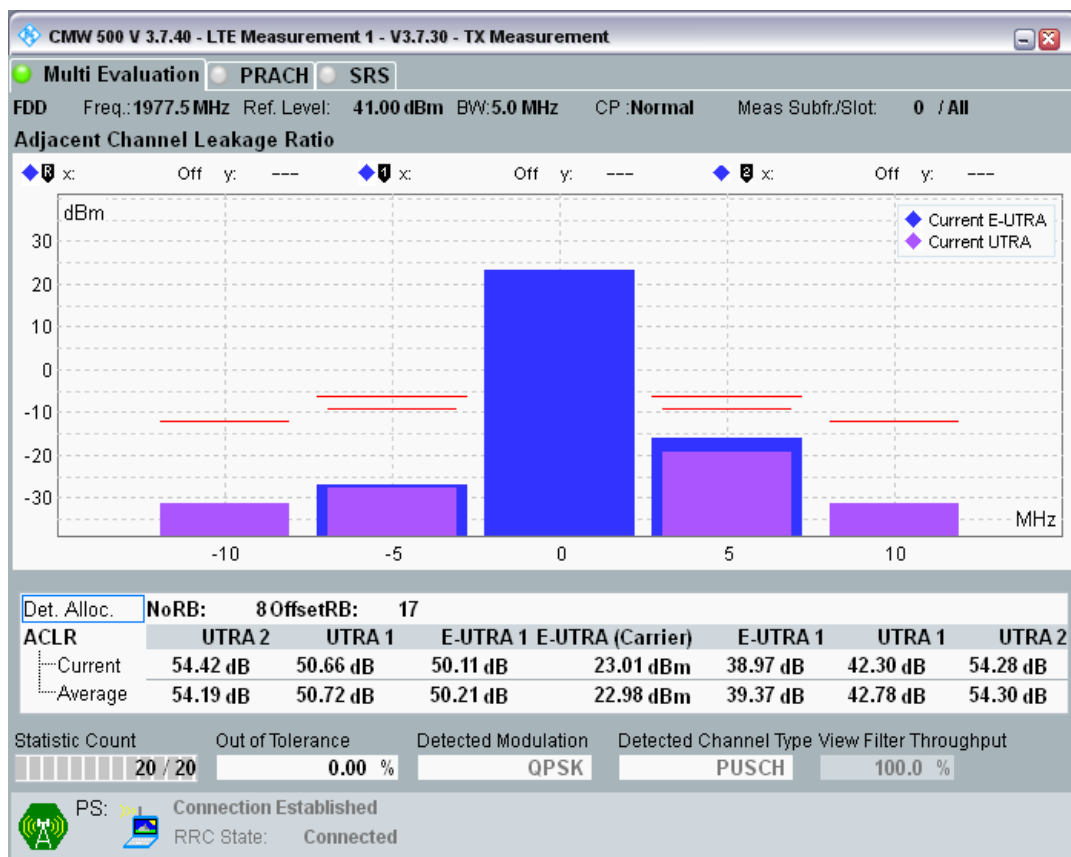 CMW 500 V 3.7.40 - LTE Measurement 1 - V3.7.30 - TX Measurement
Multi Evaluation PRACH SRS
FDD Freq.:1977.5 MHz Ref. Level: 41.00 dBm BW:5.0 MHz CP :Normal Meas Subfr./Slot: 0 / All
Adjacent Channel Leakage Ratio
R x: Off y: --- 1 x: Off y: --- 2 x: Off y: ---
dBm
Current E-UTRA
Current UTRA
30
20
10
0
-10
-20
-30
MHz
-10 -5 0 5 10
Det. Alloc. NoRB: 8 OffsetRB: 17
ACLR UTRA 2 UTRA 1 E-UTRA 1 E-UTRA (Carrier) E-UTRA 1 UTRA 1 UTRA 2
Current 54.42 dB 50.66 dB 50.11 dB 23.01 dBm 38.97 dB 42.30 dB 54.28 dB
Average 54.19 dB 50.72 dB 50.21 dB 22.98 dBm 39.37 dB 42.78 dB 54.30 dB
Statistic Count Out of Tolerance Detected Modulation Detected Channel Type View Filter Throughput
20 / 20 0.00 % QPSK PUSCH 100.0 %
PS: Connection Established
RRC State: Connected